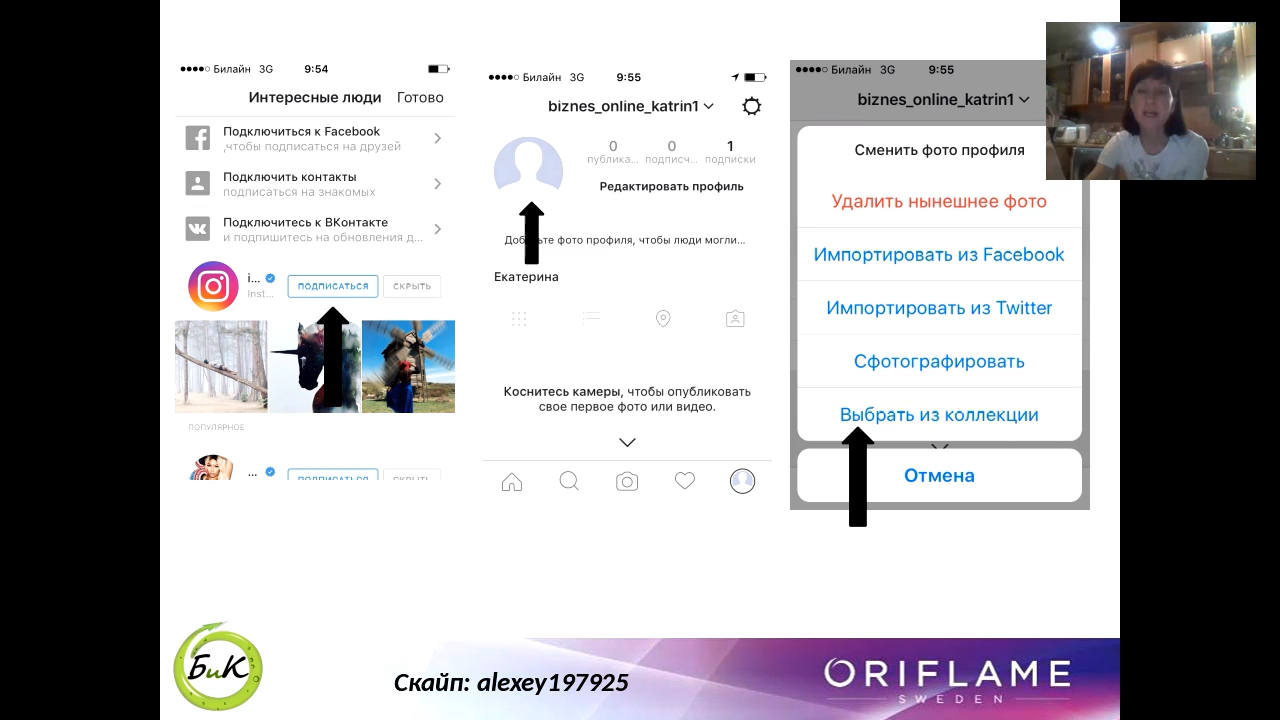 Билайн 3G 9:54
Интересные люди Готово
Подключиться к Facebook
,чтобы подписаться на друзей
Подключить контакты
подписаться на знакомых
Подключитесь к ВКонтакте
и подпишитесь на обновления д...
i...
Inst...
ПОДПИСАТЬСЯ
СКРЫТЬ
ПОПУЛЯРНОЕ
...
ПОДПИСАТЬСЯ
СКРЫТЬ
Билайн 3G 9:55
biznes_online_katrin1
0 0 1
публика... подписч... подписки
Редактировать профиль
Добавьте фото профиля, чтобы люди могли...
Екатерина
Коснитесь камеры, чтобы опубликовать
свое первое фото или видео.
Билайн 3G 9:55
biznes_online_katrin1
Сменить фото профиля
Удалить нынешнее фото
Импортировать из Facebook
Импортировать из Twitter
Сфотографировать
Выбрать из коллекции
Отмена
БиК
Скайп: alexey197925
ORIFLAME
SWEDEN